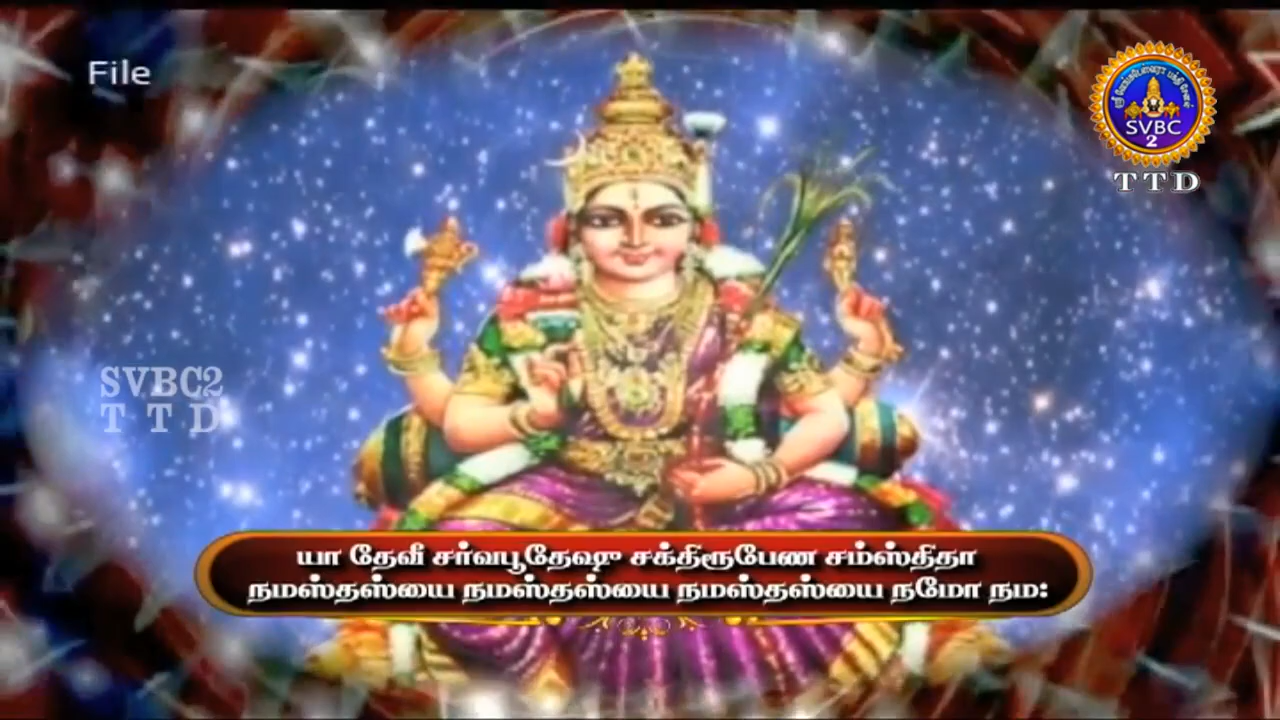 File
SVBC
2
TTD
SVBC2
TTD
யா தேவீ சர்வபூதேஷு சக்திரூபேண சம்ஸ்திதா
நமஸ்தஸ்யை நமஸ்தஸ்யை நமஸ்தஸ்யை நமோ நம: